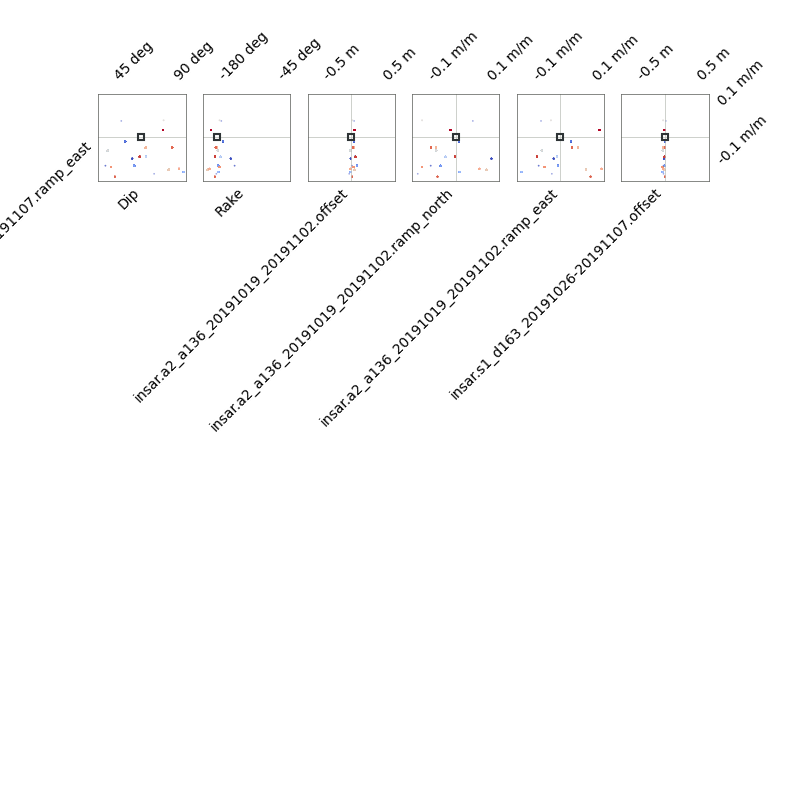 45 deg
90 deg
-180 deg
-45 deg
-0.5 m
0.5 m
-0.1 m/m
0.1 m/m
-0.1 m/m
0.1 m/m
-0.5 m
0.5 m
0.1 m/m
-0.1 m/m
191107.ramp_east
Dip
Rake
insar.a2_a136_20191019_20191102.offset
insar.a2_a136_20191019_20191102.ramp_north
insar.a2_a136_20191019_20191102.ramp_east
insar.s1_d163_20191026-20191107.offset